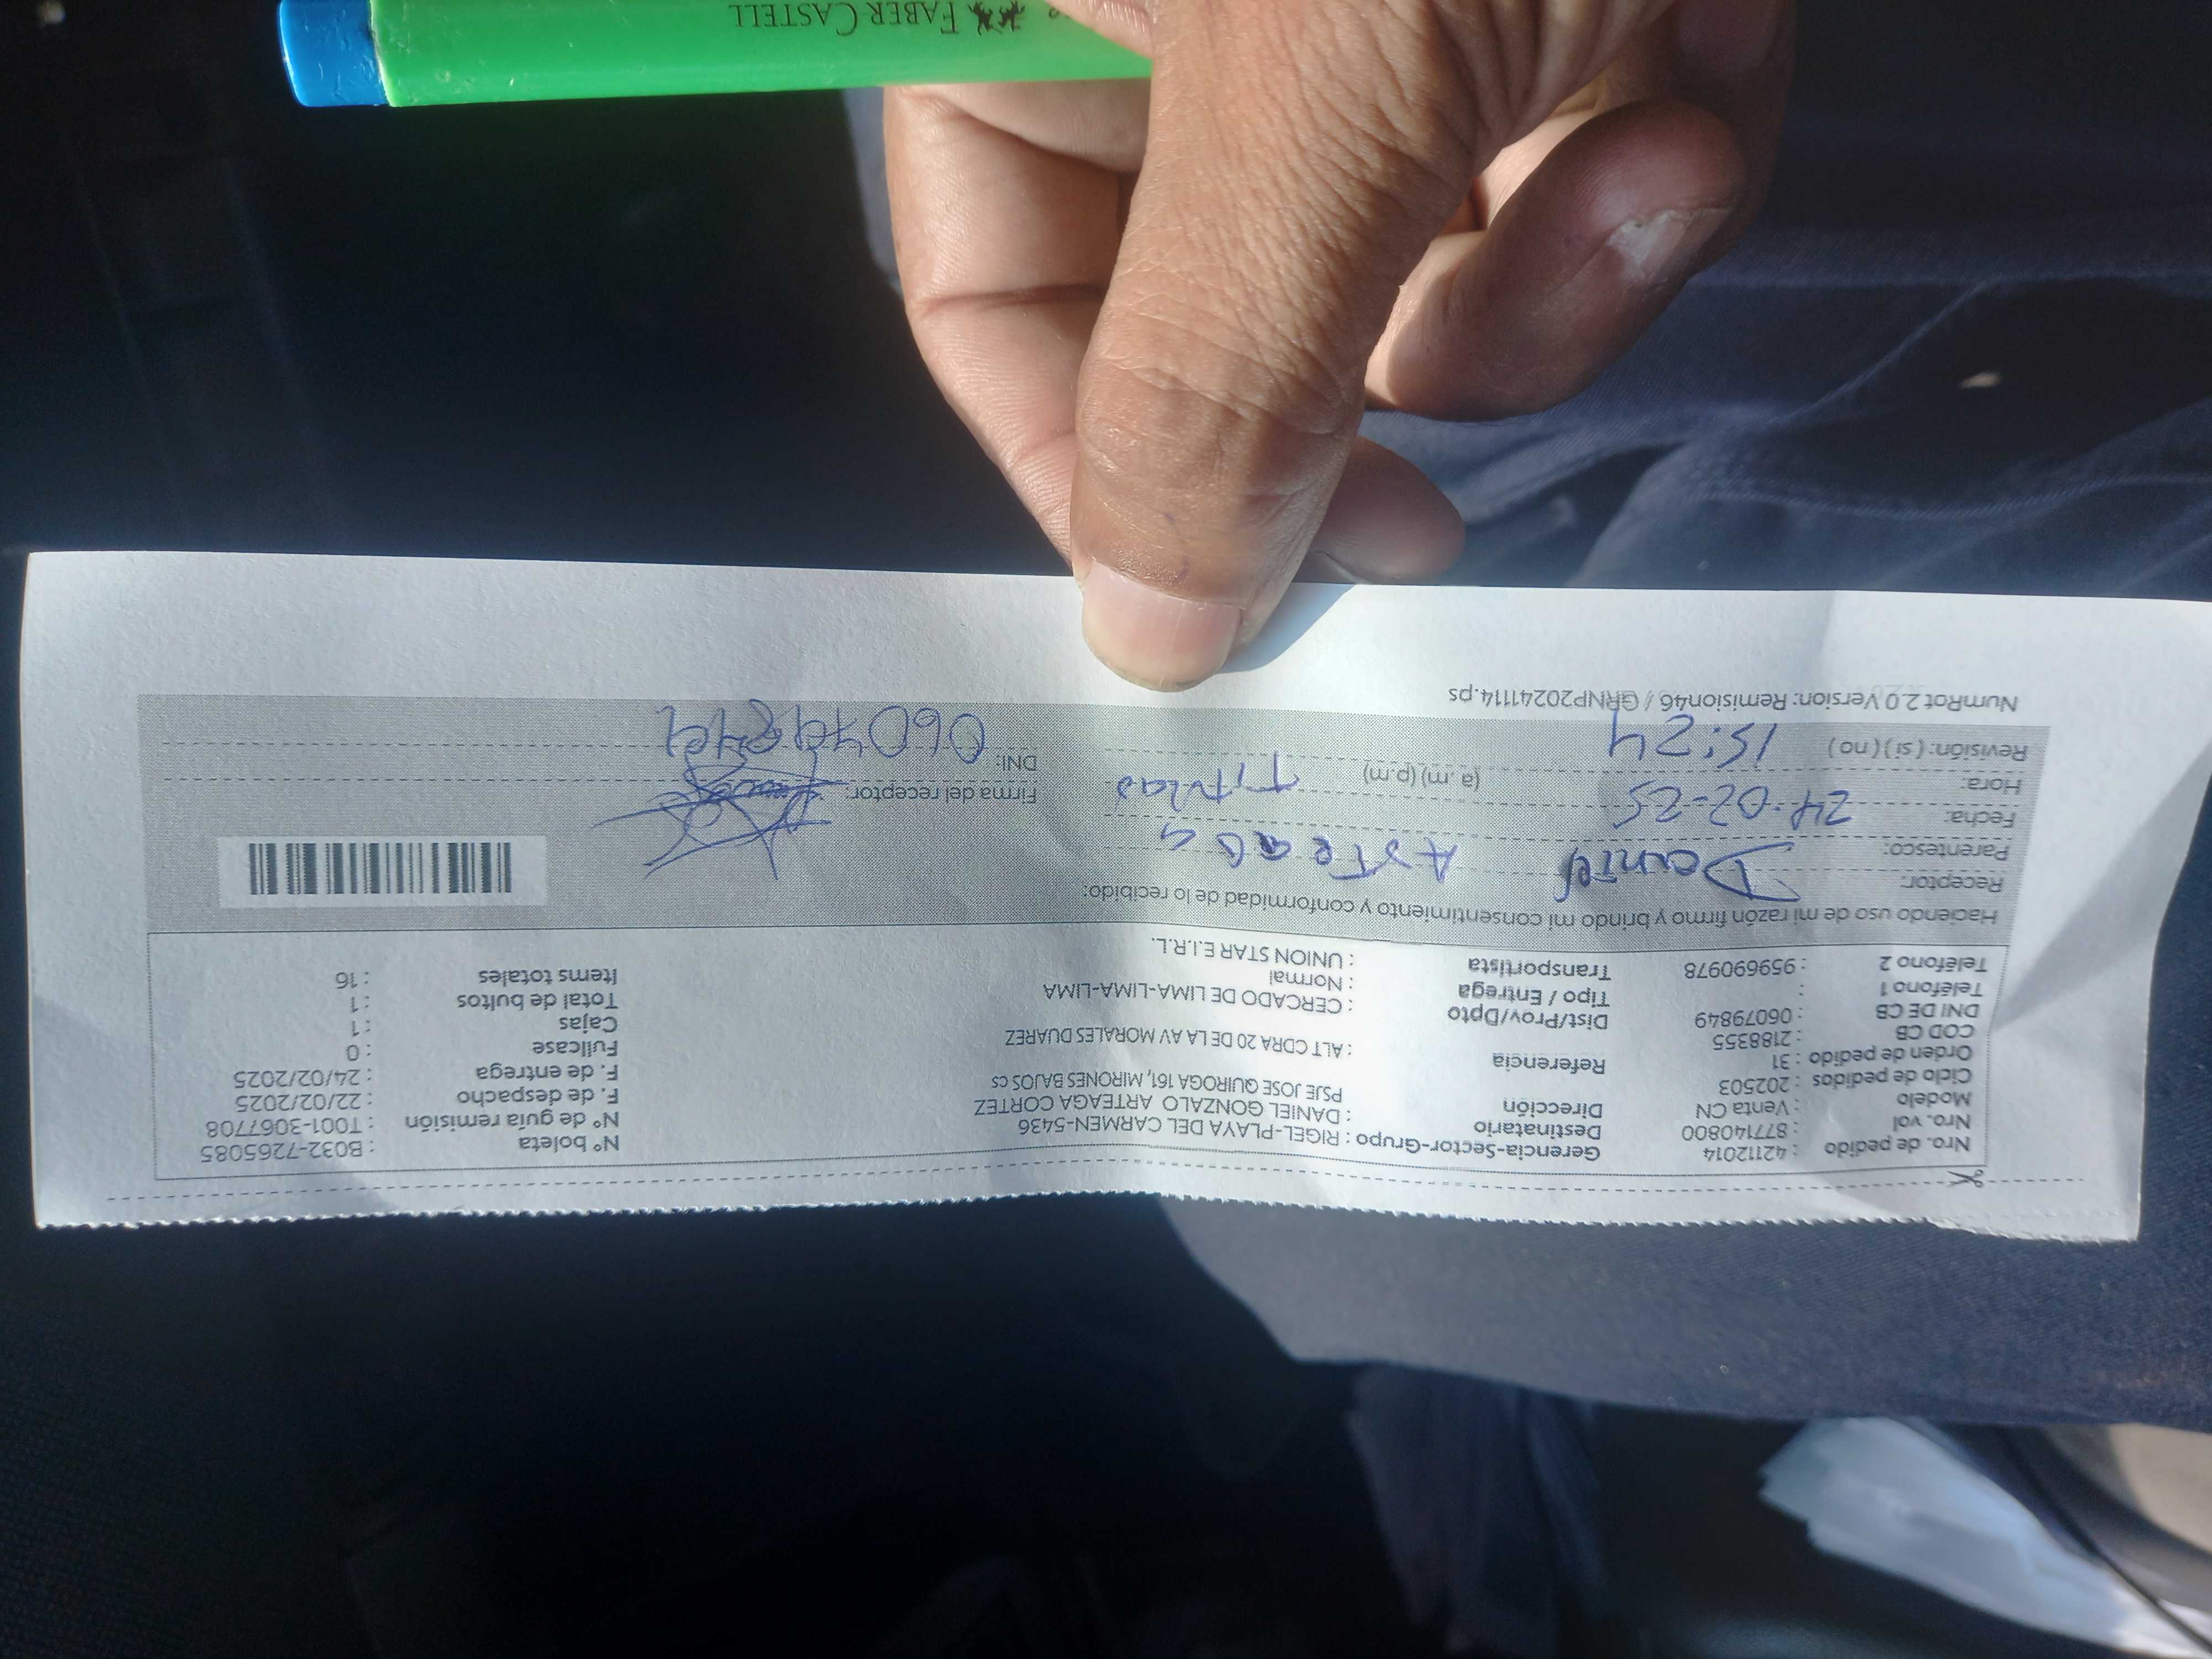 FABER CASTELL
Nro. de pedido : 42112014
Nro. vol : 877140800
Modelo : Venta CN
Ciclo de pedidos : 202503
Orden de pedido : 31
COD CB : 2188355
DNI DE CB : 06079849
Teléfono 1 :
Teléfono 2 : 959690978
Gerencia-Sector-Grupo : RIGEL-PLAYA DEL CARMEN-5436
Destinatario : DANIEL GONZALO ARTEAGA CORTEZ
Dirección PSJE JOSE QUIROGA 161, MIRONES BAJOS cs
Referencia : ALT CDRA 20 DE LA AV MORALES DUAREZ
Dist/Prov/Dpto : CERCADO DE LIMA-LIMA-LIMA
Tipo / Entrega : Normal
Transportista : UNION STAR E.I.R.L.
N° boleta : B032-7265085
N° de guía remisión : T001-3067708
F. de despacho : 22/02/2025
F. de entrega : 24/02/2025
Fullcase : 0
Cajas : 1
Total de bultos : 1
Ítems totales : 16
Haciendo uso de mi razón firmo y brindo mi consentimiento y conformidad de lo recibido:
Receptor: Daniel
Parentesco:
Fecha: 24-02-25
Hora: 15:24 (a. m) (p.m)
Revisión: ( si ) ( no )
Firma del receptor:
DNI: 06079849
NumRot 2.0 Version: Remision46 / GRNP20241114.ps